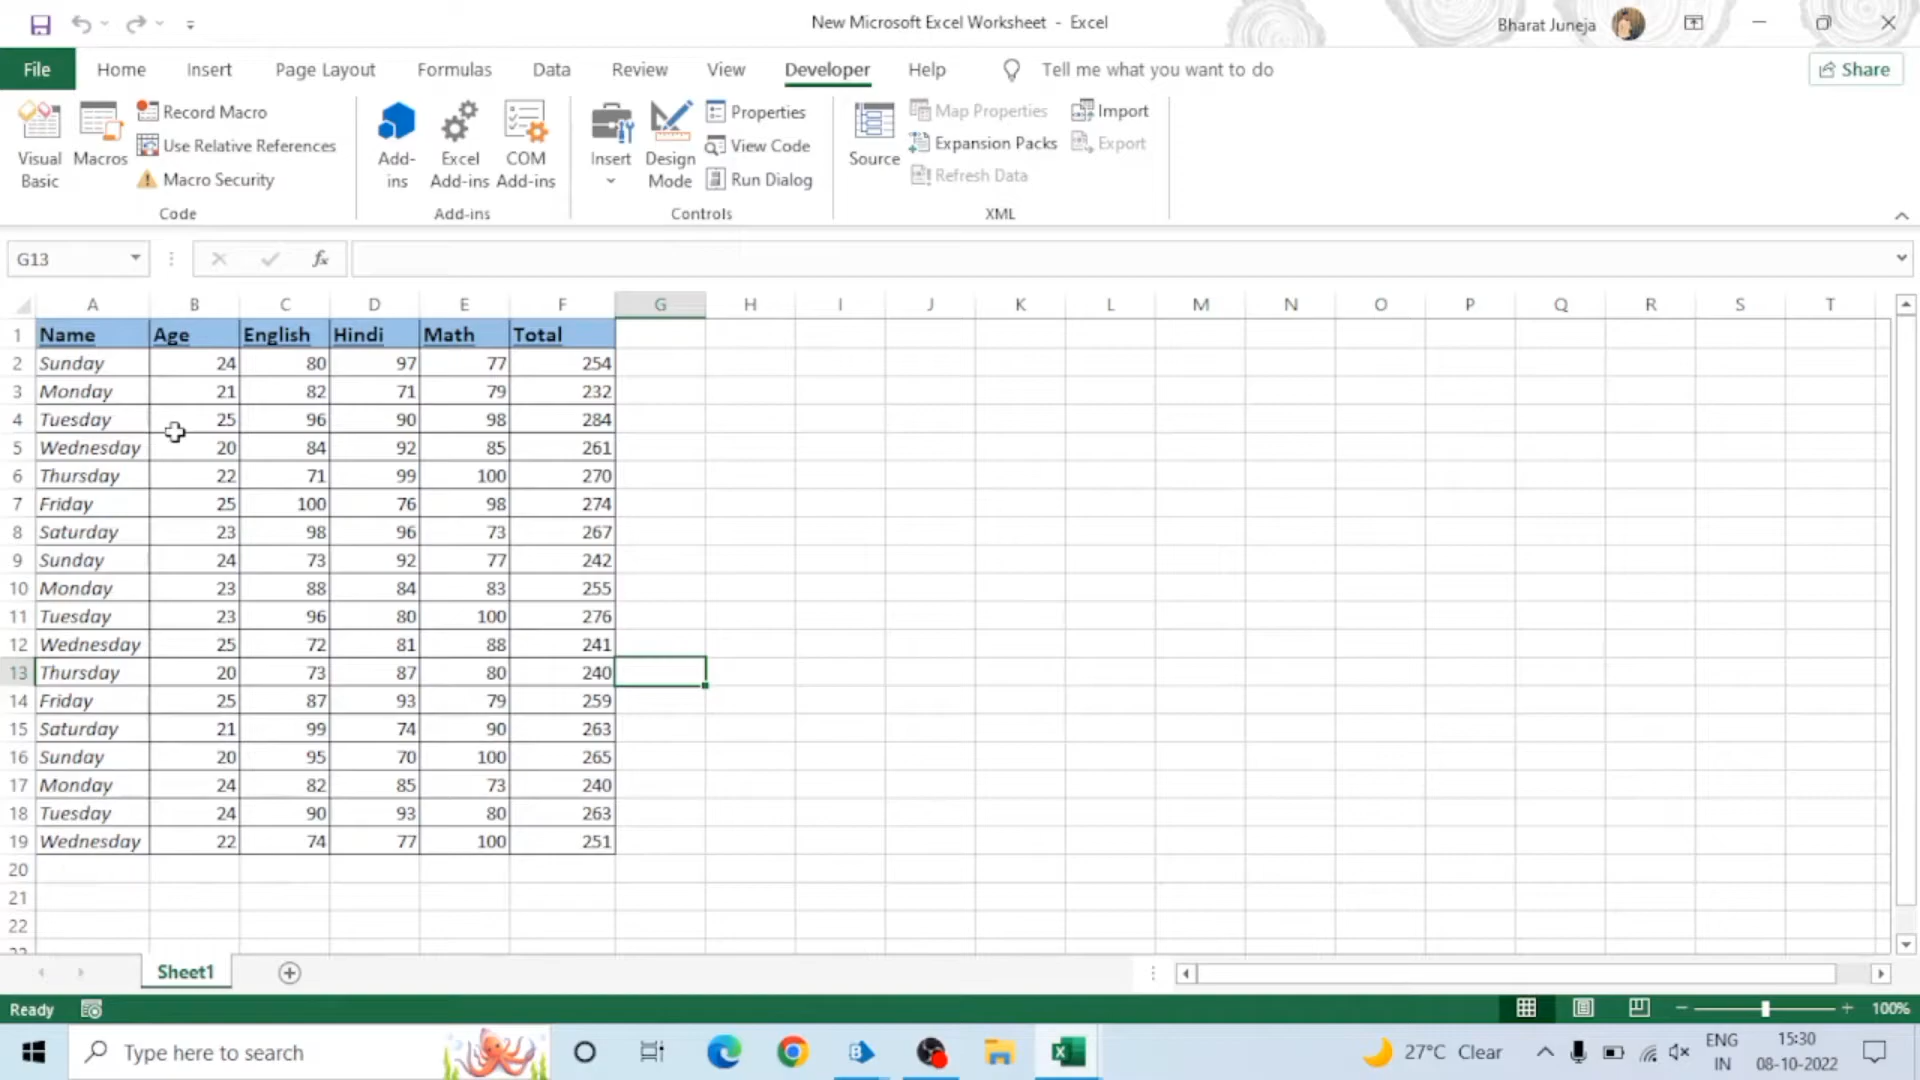 New Microsoft Excel Worksheet - Excel
Bharat Juneja
File Home Insert Page Layout Formulas Data Review View Developer Help Tell me what you want to do Share
Visual Basic
Macros
Record Macro
Use Relative References
Macro Security
Code
Add-ins
Excel Add-ins
COM Add-ins
Add-ins
Insert
Design Mode
Properties
View Code
Run Dialog
Controls
Source
Map Properties
Expansion Packs
Refresh Data
Import
Export
XML
G13 fx
A B C D E F G H I J K L M N O P Q R S T
1 Name Age English Hindi Math Total
2 Sunday 24 80 97 77 254
3 Monday 21 82 71 79 232
4 Tuesday 25 96 90 98 284
5 Wednesday 20 84 92 85 261
6 Thursday 22 71 99 100 270
7 Friday 25 100 76 98 274
8 Saturday 23 98 96 73 267
9 Sunday 24 73 92 77 242
10 Monday 23 88 84 83 255
11 Tuesday 23 96 80 100 276
12 Wednesday 25 72 81 88 241
13 Thursday 20 73 87 80 240
14 Friday 25 87 93 79 259
15 Saturday 21 99 74 90 263
16 Sunday 20 95 70 100 265
17 Monday 24 82 85 73 240
18 Tuesday 24 90 93 80 263
19 Wednesday 22 74 77 100 251
20
21
22
Sheet1
Ready
100%
Type here to search
27°C Clear
ENG IN
15:30
08-10-2022